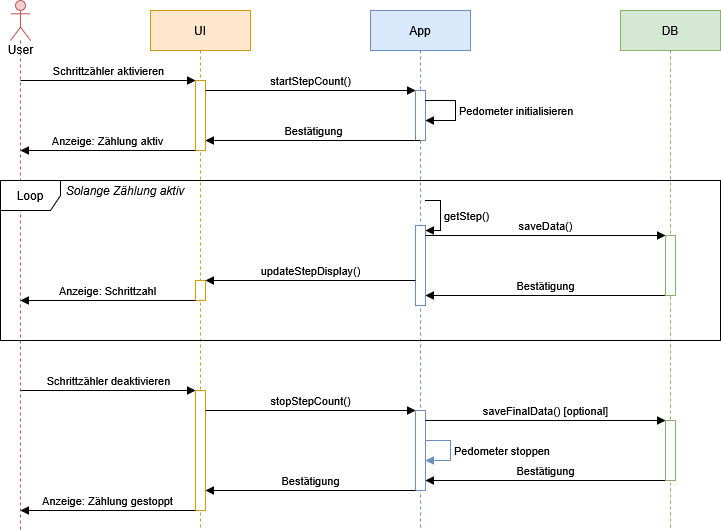 User
UI
App
DB
Schrittzähler aktivieren
startStepCount()
Pedometer initialisieren
Bestätigung
Anzeige: Zählung aktiv
Loop
Solange Zählung aktiv
getStep()
saveData()
updateStepDisplay()
Bestätigung
Anzeige: Schrittzahl
Schrittzähler deaktivieren
stopStepCount()
saveFinalData() [optional]
Pedometer stoppen
Bestätigung
Bestätigung
Anzeige: Zählung gestoppt